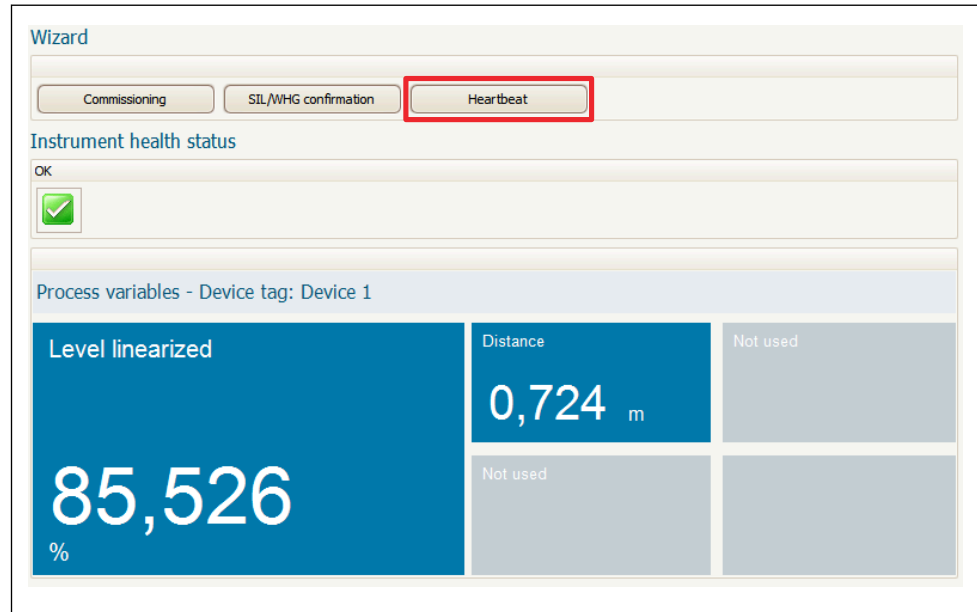 Wizard
Commissioning SIL/WHG confirmation Heartbeat
Instrument health status
OK
Process variables - Device tag: Device 1
Level linearized
85,526
%
Distance
0,724 m
Not used
Not used